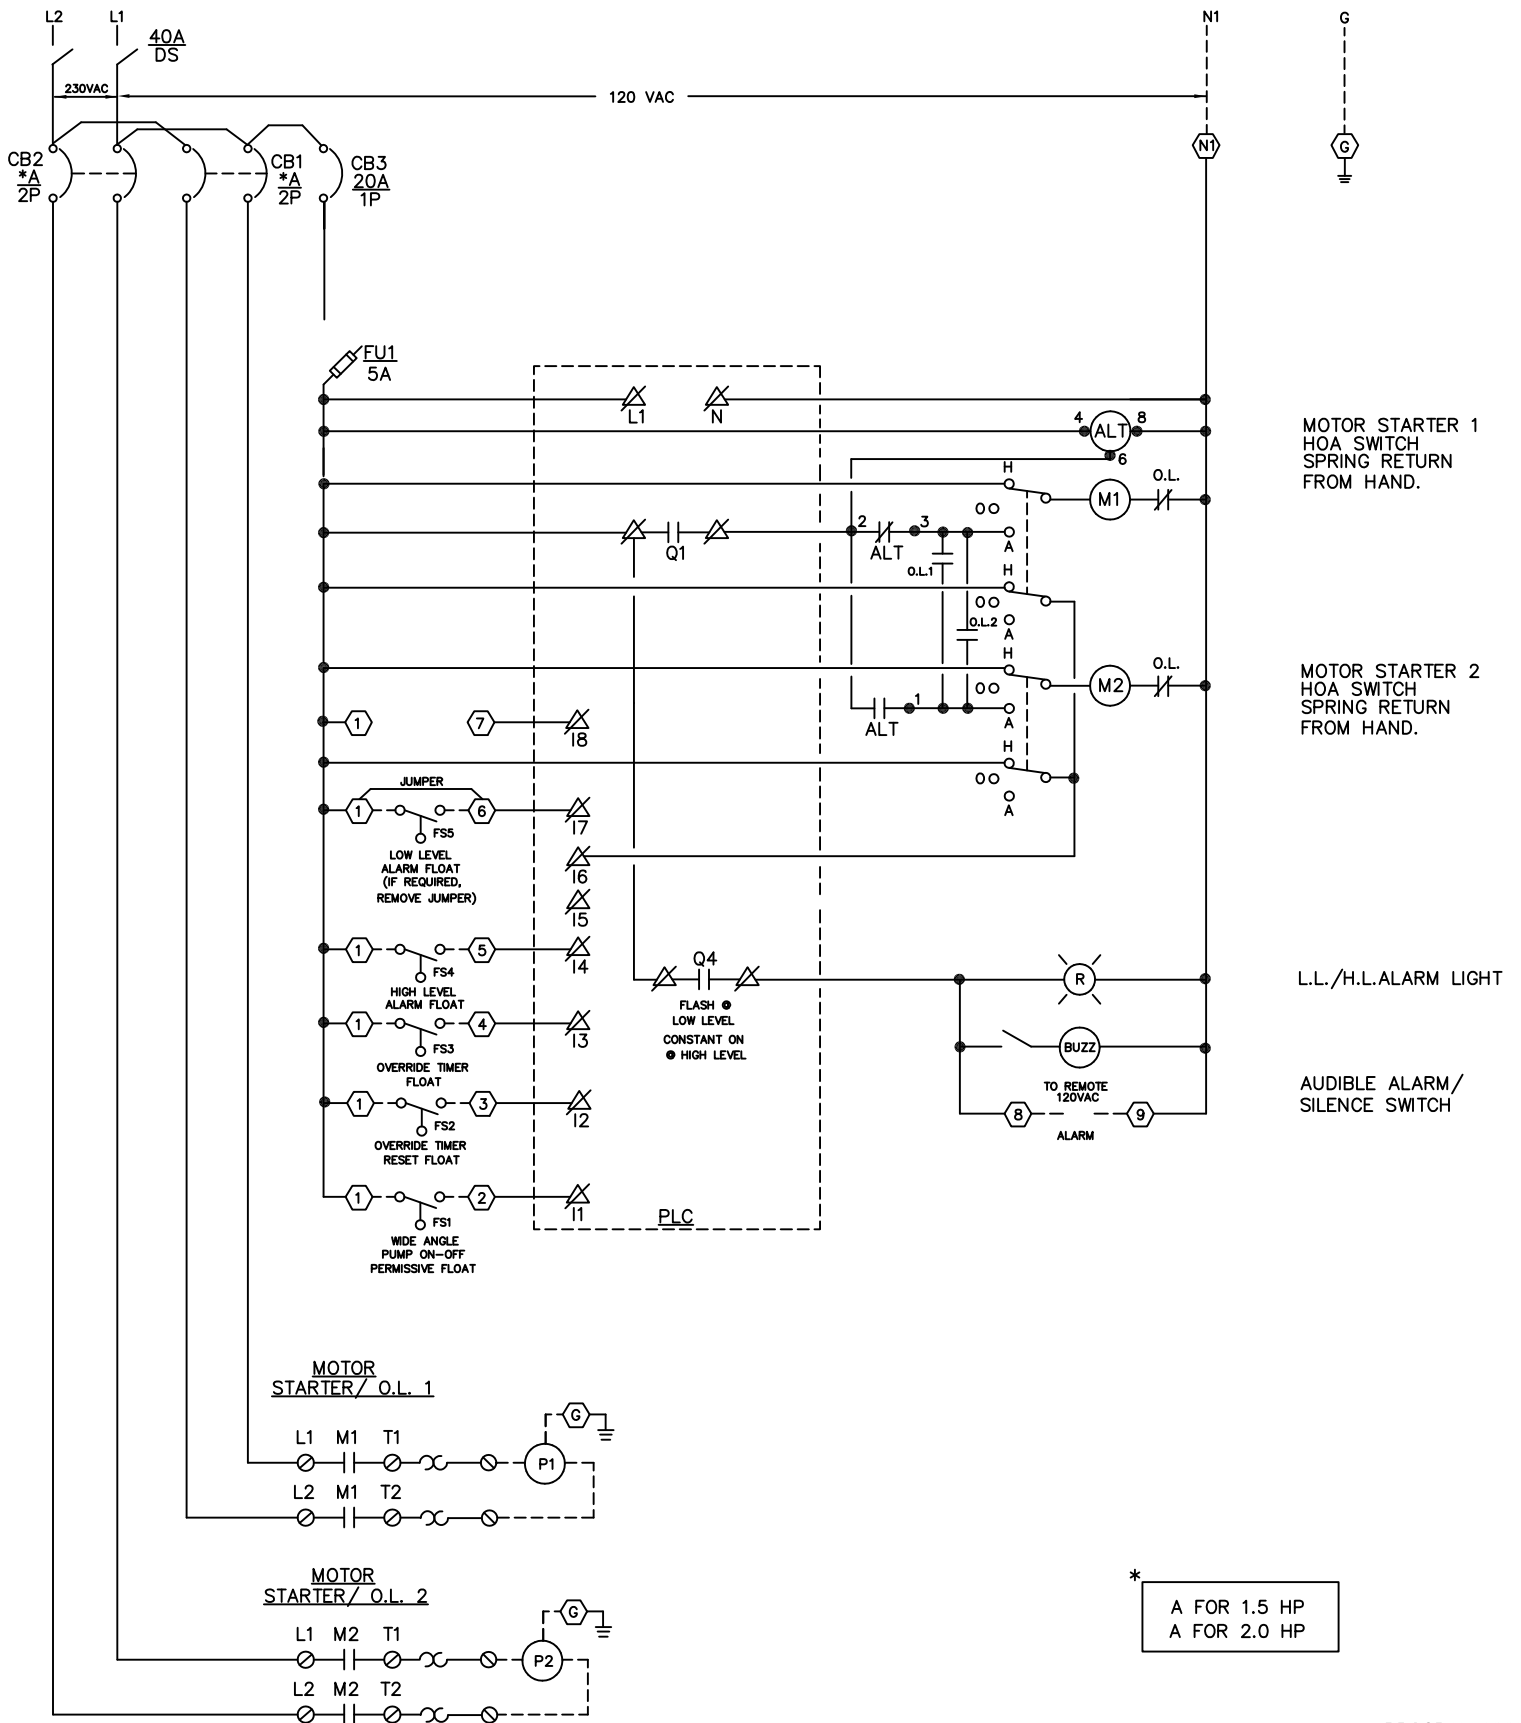 L2
L1
40A
DS
N1
G
230VAC
120 VAC
CB2
*A
2P
CB1
*A
2P
CB3
20A
1P
N1
G
FU1
5A
L1
N
4
ALT
8
6
MOTOR STARTER 1
HOA SWITCH
SPRING RETURN
FROM HAND.
H
O
M1
O.L.
Q1
2
ALT
3
A
O.L.1
H
O
O.L.2
A
H
O
M2
O.L.
MOTOR STARTER 2
HOA SWITCH
SPRING RETURN
FROM HAND.
1
7
I8
ALT
1
A
H
O
A
JUMPER
1
6
I7
FS5
LOW LEVEL
ALARM FLOAT
(IF REQUIRED,
REMOVE JUMPER)
I6
I5
1
5
I4
FS4
HIGH LEVEL
ALARM FLOAT
Q4
FLASH @
LOW LEVEL
CONSTANT ON
@ HIGH LEVEL
R
L.L./H.L.ALARM LIGHT
1
4
I3
FS3
OVERRIDE TIMER
FLOAT
BUZZ
AUDIBLE ALARM/
SILENCE SWITCH
1
3
I2
FS2
OVERRIDE TIMER
RESET FLOAT
TO REMOTE
120VAC
8
9
ALARM
1
2
I1
FS1
WIDE ANGLE
PUMP ON-OFF
PERMISSIVE FLOAT
PLC
MOTOR
STARTER/ O.L. 1
G
L1 M1 T1
P1
L2 M1 T2
MOTOR
STARTER/ O.L. 2
G
L1 M2 T1
P2
L2 M2 T2
*
A FOR 1.5 HP
A FOR 2.0 HP